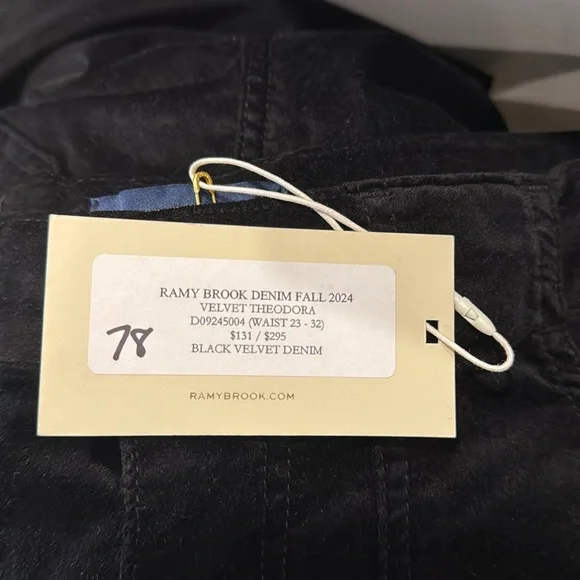 RAMY BROOK DENIM FALL 2024
VELVET THEODORA
D09245004 (WAIST 23 - 32)
$131 / $295
BLACK VELVET DENIM
78
RAMYBROOK.COM